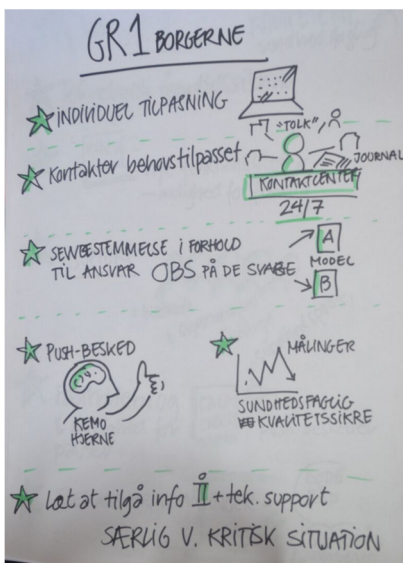 GR1 BORGERNE
INDIVIDUEL TILPASNING
"TOLK"
Kontakter behovstilpasset
JOURNAL
KONTAKTCENTER
24/7
SEWBESTEMMELSE I FORHOLD
TIL ANSVAR OBS PÅ DE SVAGE
A
MODEL
B
PUSH-BESKED
KEMO
HJERNE
MÅLINGER
SUNDHEDSFAGLIG
KVALITETSSIKRE
Let at tilgå info + tek. support
SÆRLIG V. KRITISK SITUATION